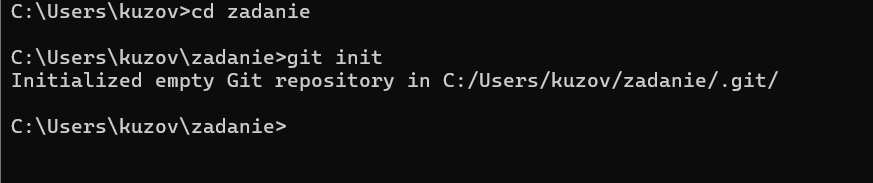 C:\Users\kuzov>cd zadanie
C:\Users\kuzov\zadanie>git init
Initialized empty Git repository in C:/Users/kuzov/zadanie/.git/
C:\Users\kuzov\zadanie>